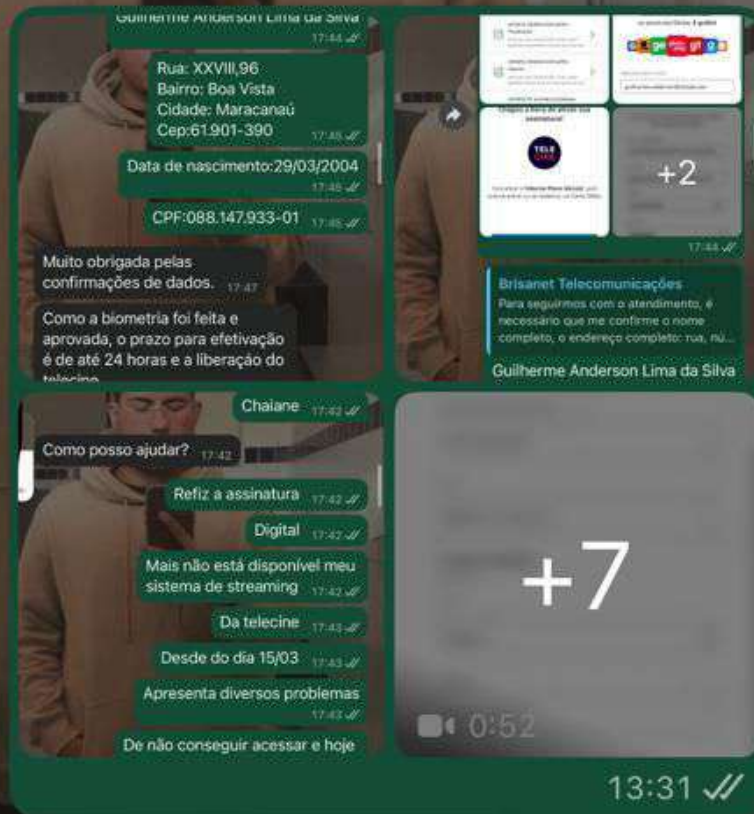 Guilherme Anderson Lima da Silva
17:44
Rua: XXVIII,96
Bairro: Boa Vista
Cidade: Maracanaú
Cep:61.901-390
17:45
Data de nascimento:29/03/2004
17:45
CPF:088.147.933-01
17:45
Muito obrigada pelas
confirmações de dados.
17:47
Como a biometria foi feita e
aprovada, o prazo para efetivação
é de até 24 horas e a liberação do
telecine
TELE
CINE
+2
17:44
Brisanet Telecomunicações
Para seguirmos com o atendimento, é
necessário que me confirme o nome
completo, o endereço completo: rua, nú...
Guilherme Anderson Lima da Silva
Chaiane
17:42
Como posso ajudar?
17:42
Refiz a assinatura
17:42
Digital
17:42
Mais não está disponível meu
sistema de streaming
17:42
Da telecine
17:43
Desde do dia 15/03
17:43
Apresenta diversos problemas
17:43
De não conseguir acessar e hoje
+7
0:52
13:31